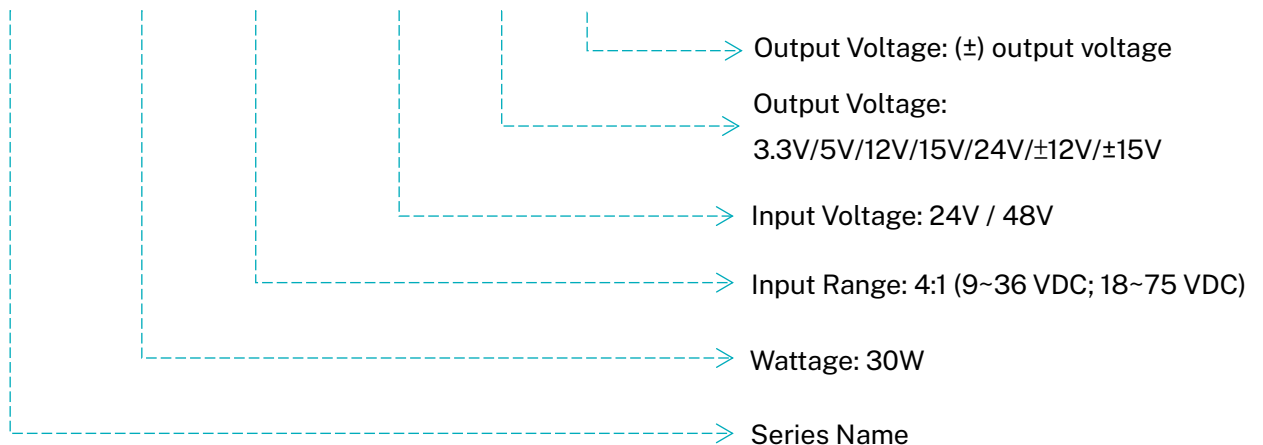 Output Voltage: (±) output voltage
Output Voltage:
3.3V/5V/12V/15V/24V/±12V/±15V
Input Voltage: 24V / 48V
Input Range: 4:1 (9~36 VDC; 18~75 VDC)
Wattage: 30W
Series Name